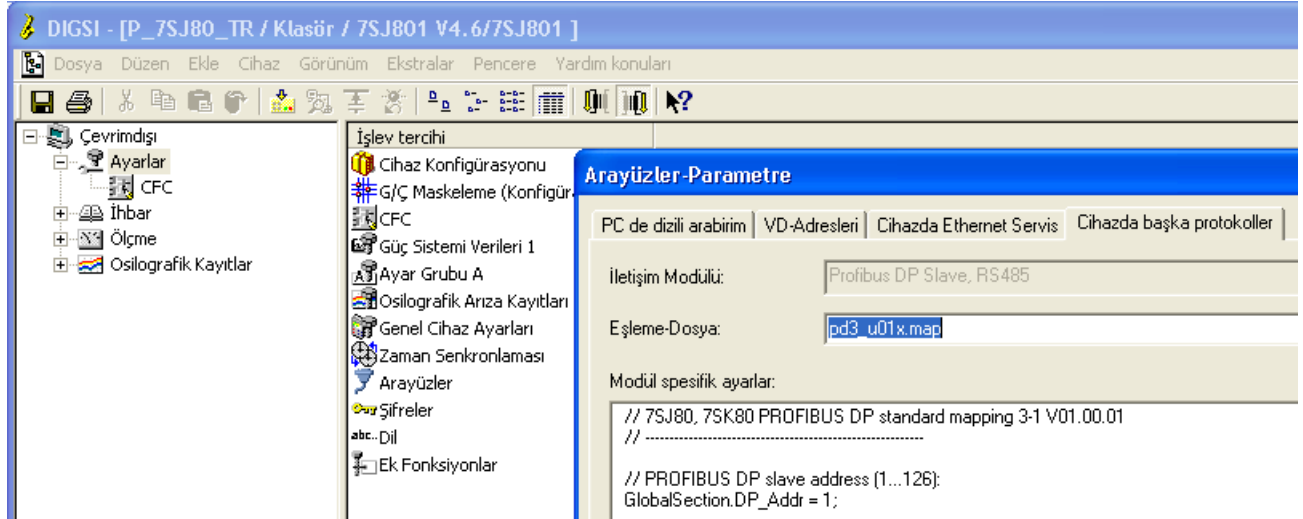 DIGSI - [P_7SJ80_TR / Klasör / 7SJ801 V4.6/7SJ801 ]
Dosya Düzen Ekle Cihaz Görünüm Ekstralar Pencere Yardım konuları
Çevrimdışı
Ayarlar
CFC
İhbar
Ölçme
Osilografik Kayıtlar
İşlev tercihi
Cihaz Konfigürasyonu
G/Ç Maskeleme (Konfigür
CFC
Güç Sistemi Verileri 1
Ayar Grubu A
Osilografik Arıza Kayıtları
Genel Cihaz Ayarları
Zaman Senkronlaması
Arayüzler
Şifreler
abc.. Dil
Ek Fonksiyonlar
Arayüzler-Parametre
PC de dizili arabirim VD-Adresleri Cihazda Ethernet Servis Cihazda başka protokoller
İletişim Modülü: Profibus DP Slave, RS485
Eşleme-Dosya: pd3_u01x.map
Modül spesifik ayarlar:
// 7SJ80, 7SK80 PROFIBUS DP standard mapping 3-1 V01.00.01
// ----------------------------------------------------------
// PROFIBUS DP slave address (1...126):
GlobalSection.DP_Addr = 1;